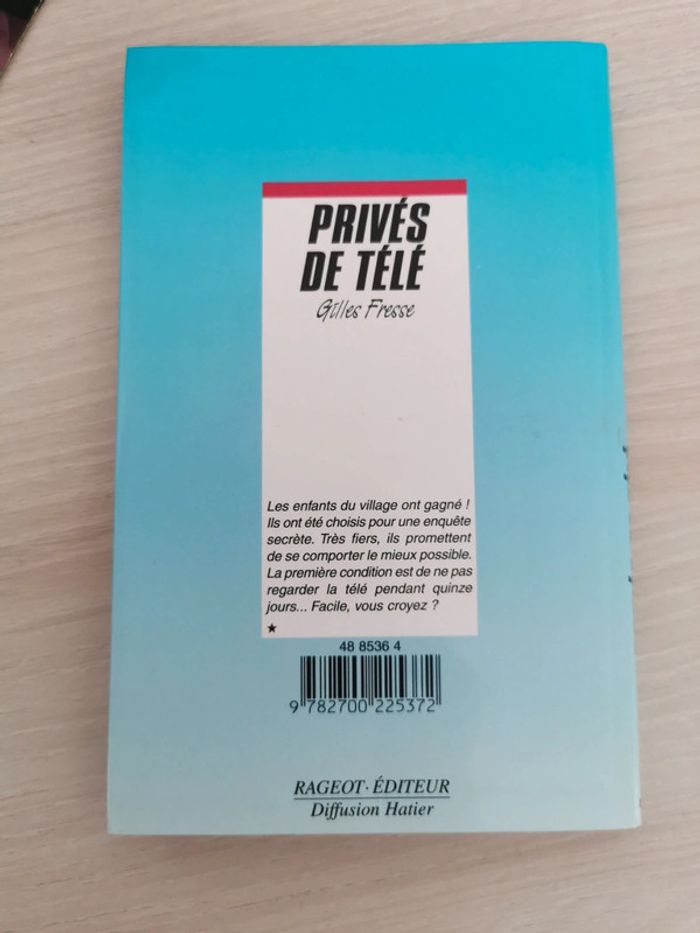 PRIVÉS
DE TÉLÉ
Gilles Fresse
Les enfants du village ont gagné !
Ils ont été choisis pour une enquête
secrète. Très fiers, ils promettent
de se comporter le mieux possible.
La première condition est de ne pas
regarder la télé pendant quinze
jours... Facile, vous croyez ?
★
48 8536 4
9 782700 225372
RAGEOT·ÉDITEUR
Diffusion Hatier